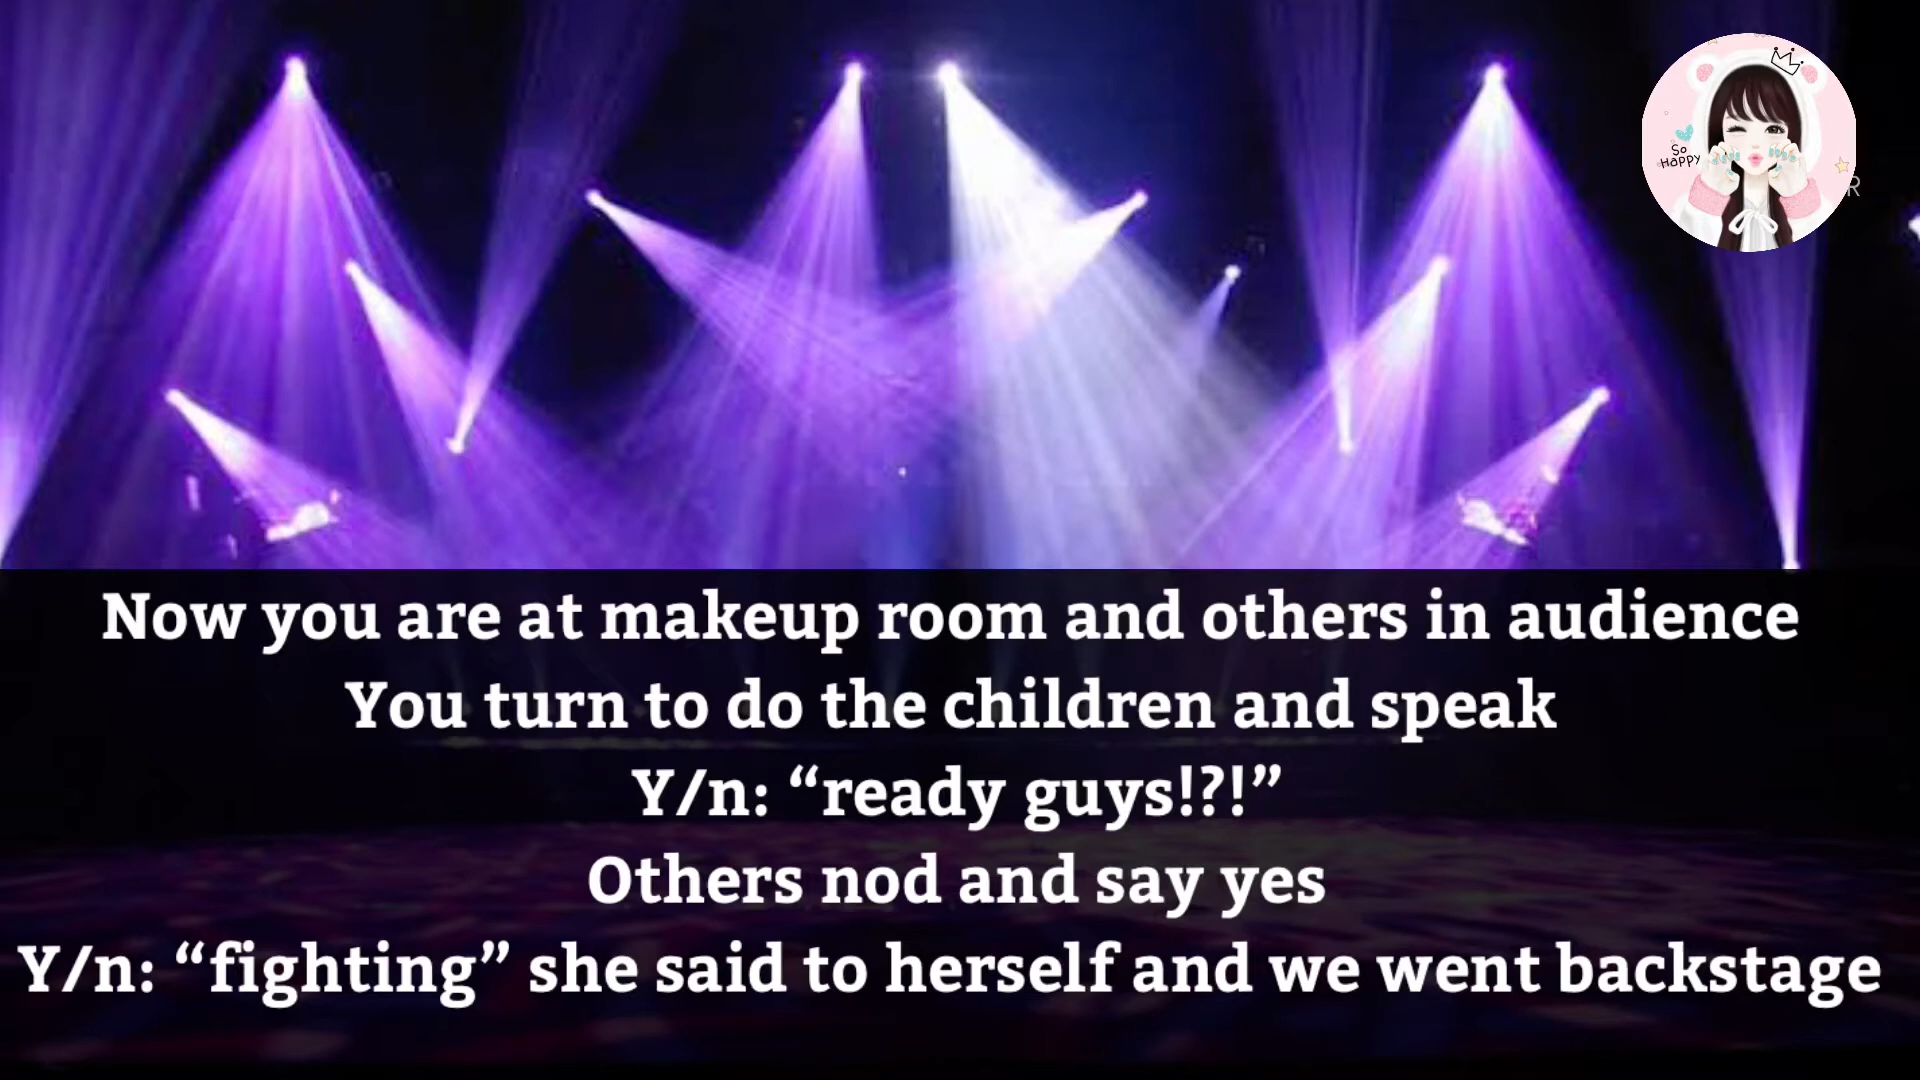 So
HaPPY
R
Now you are at makeup room and others in audience
You turn to do the children and speak
Y/n: “ready guys!?!”
Others nod and say yes
Y/n: “fighting” she said to herself and we went backstage